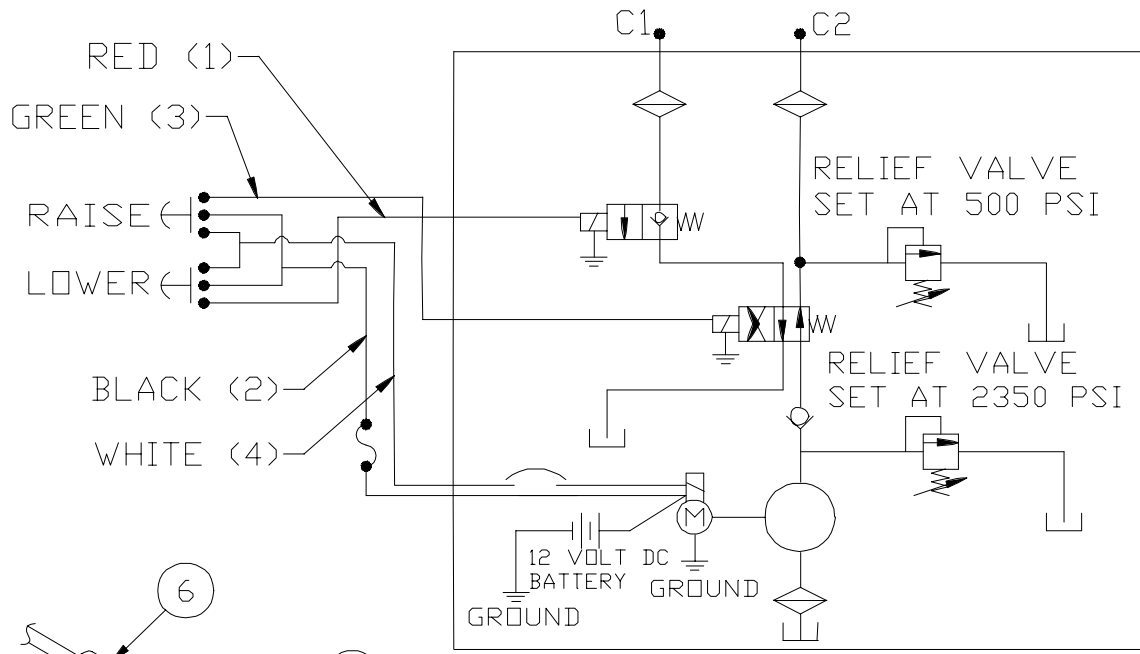 C1
C2
RED (1)
GREEN (3)
RAISE
LOWER
BLACK (2)
WHITE (4)
RELIEF VALVE
SET AT 500 PSI
RELIEF VALVE
SET AT 2350 PSI
M
12 VOLT DC
BATTERY
GROUND
GROUND
6